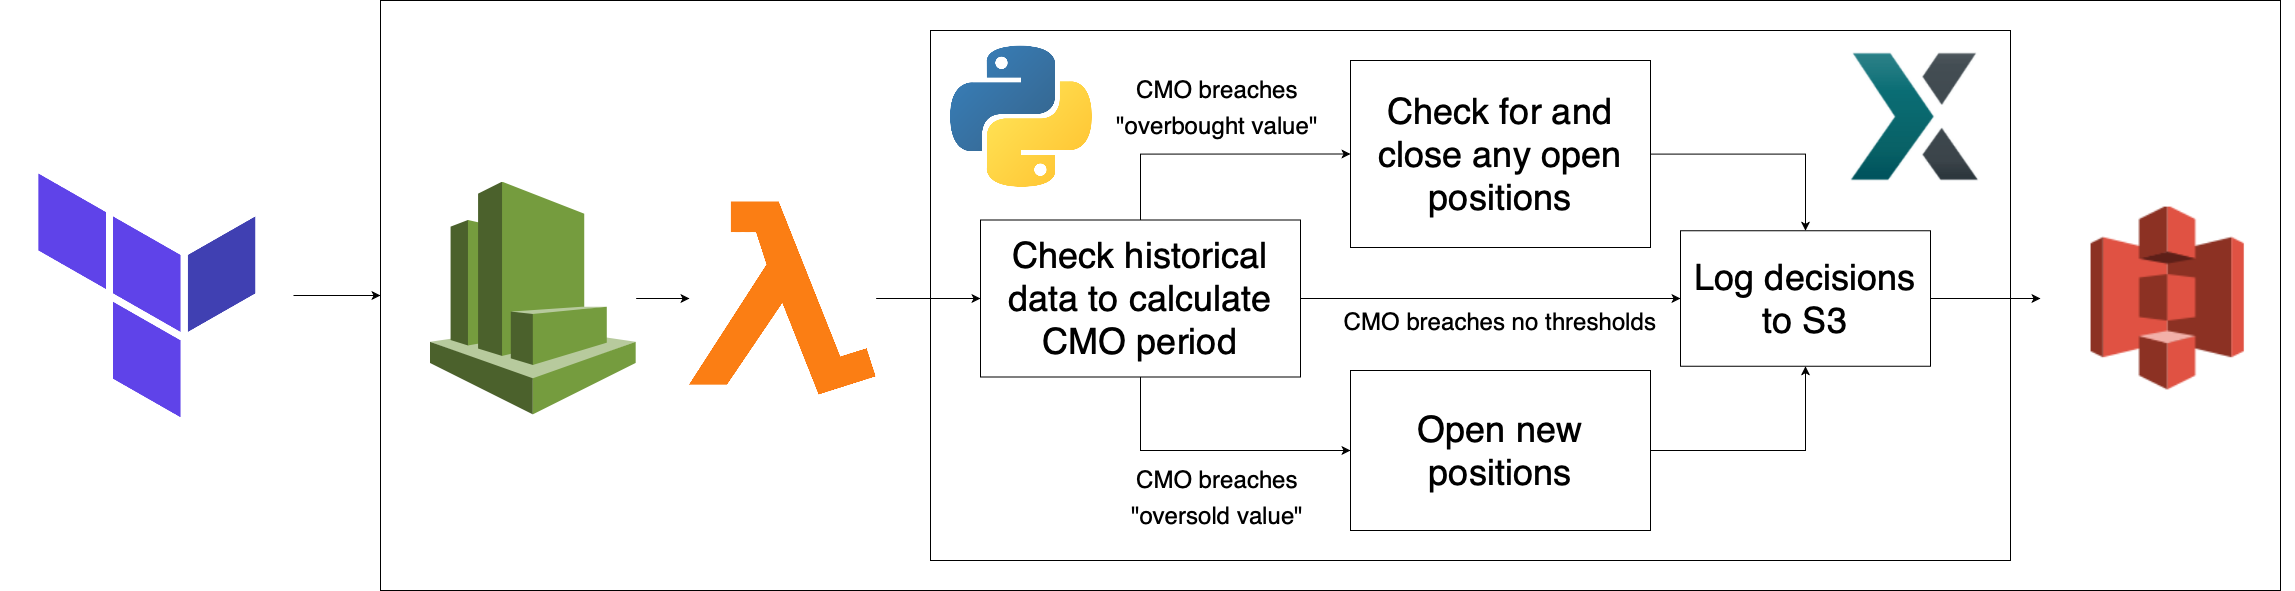 CMO breaches
"overbought value"
Check for and
close any open
positions
Check historical
data to calculate
CMO period
CMO breaches no thresholds
Log decisions
to S3
CMO breaches
"oversold value"
Open new
positions